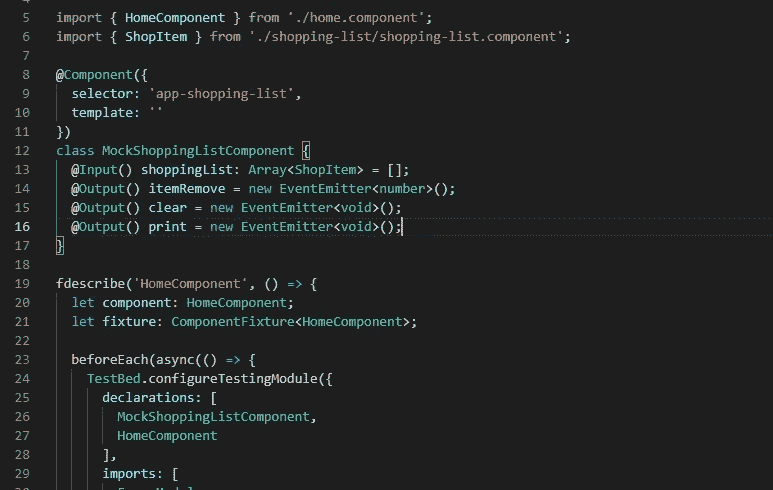 5 import { HomeComponent } from './home.component';
6 import { ShopItem } from './shopping-list/shopping-list.component';
7
8 @Component({
9   selector: 'app-shopping-list',
10   template: ''
11 })
12 class MockShoppingListComponent {
13   @Input() shoppingList: Array<ShopItem> = [];
14   @Output() itemRemove = new EventEmitter<number>();
15   @Output() clear = new EventEmitter<void>();
16   @Output() print = new EventEmitter<void>();
17 }
18
19 fdescribe('HomeComponent', () => {
20   let component: HomeComponent;
21   let fixture: ComponentFixture<HomeComponent>;
22
23   beforeEach(async(() => {
24     TestBed.configureTestingModule({
25       declarations: [
26         MockShoppingListComponent,
27         HomeComponent
28       ],
29       imports: [